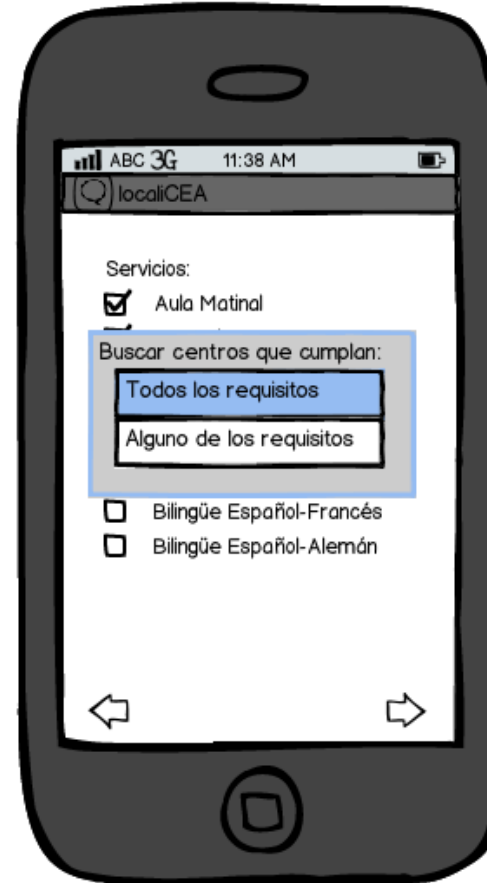 ABC 3G 11:38 AM
localiCEA
Servicios:
Aula Matinal
Buscar centros que cumplan:
Todos los requisitos
Alguno de los requisitos
Bilingüe Español-Francés
Bilingüe Español-Alemán